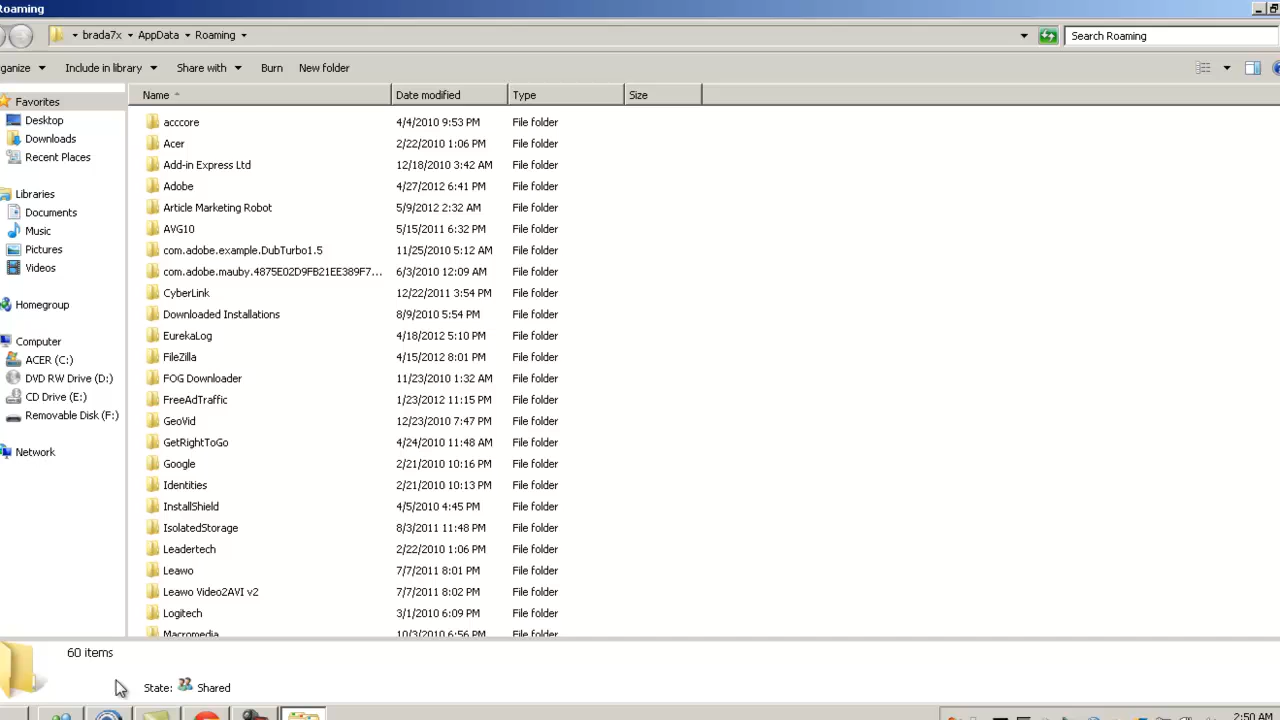 Roaming
brada7x AppData Roaming Search Roaming
ganize Include in library Share with Burn New folder
Name Date modified Type Size
Favorites
Desktop
Downloads
Recent Places
Libraries
Documents
Music
Pictures
Videos
Homegroup
Computer
ACER (C:)
DVD RW Drive (D:)
CD Drive (E:)
Removable Disk (F:)
Network
acccore 4/4/2010 9:53 PM File folder
Acer 2/22/2010 1:06 PM File folder
Add-in Express Ltd 12/18/2010 3:42 AM File folder
Adobe 4/27/2012 6:41 PM File folder
Article Marketing Robot 5/9/2012 2:32 AM File folder
AVG10 5/15/2011 6:32 PM File folder
com.adobe.example.DubTurbo1.5 11/25/2010 5:12 AM File folder
com.adobe.mauby.4875E02D9FB21EE389F7... 6/3/2010 12:09 AM File folder
CyberLink 12/22/2011 3:54 PM File folder
Downloaded Installations 8/9/2010 5:54 PM File folder
EurekaLog 4/18/2012 5:10 PM File folder
FileZilla 4/15/2012 8:01 PM File folder
FOG Downloader 11/23/2010 1:32 AM File folder
FreeAdTraffic 1/23/2012 11:15 PM File folder
GeoVid 12/23/2010 7:47 PM File folder
GetRightToGo 4/24/2010 11:48 AM File folder
Google 2/21/2010 10:16 PM File folder
Identities 2/21/2010 10:13 PM File folder
InstallShield 4/5/2010 4:45 PM File folder
IsolatedStorage 8/3/2011 11:48 PM File folder
Leadertech 2/22/2010 1:06 PM File folder
Leawo 7/7/2011 8:01 PM File folder
Leawo Video2AVI v2 7/7/2011 8:02 PM File folder
Logitech 3/1/2010 6:09 PM File folder
Macromedia 10/3/2010 6:56 PM File folder
60 items
State: Shared
2:50 AM